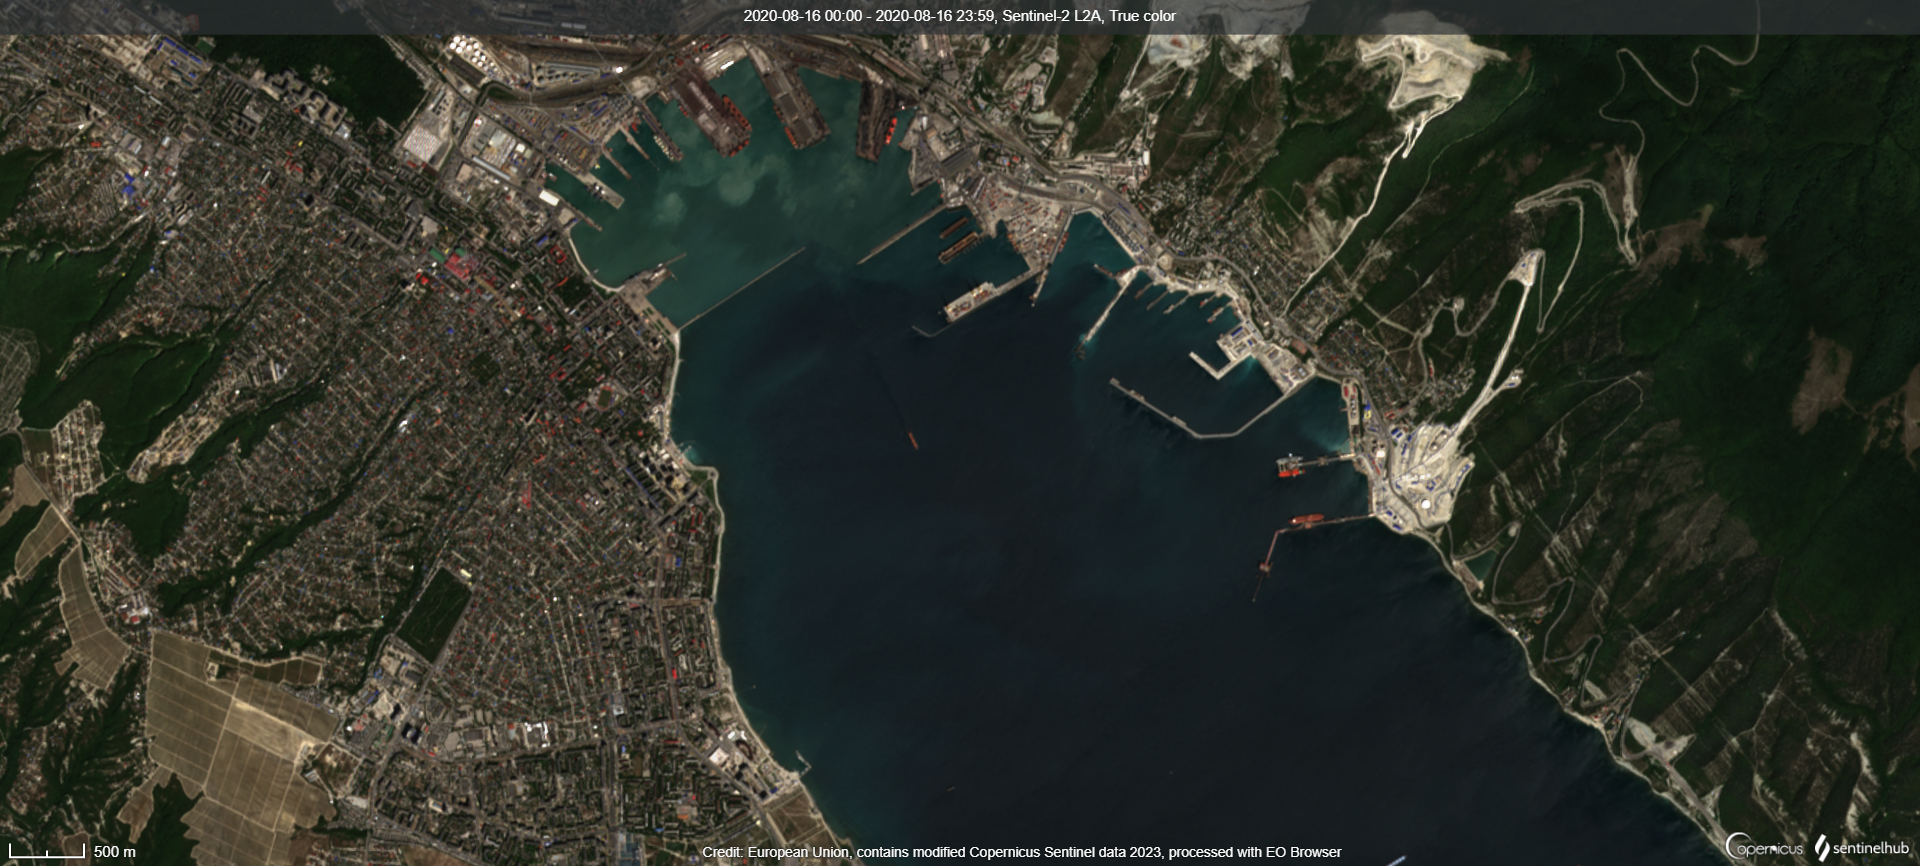 2020-08-16 00:00 - 2020-08-16 23:59, Sentinel-2 L2A, True color
500 m
Credit: European Union, contains modified Copernicus Sentinel data 2023, processed with EO Browser
opernicus
sentinelhub